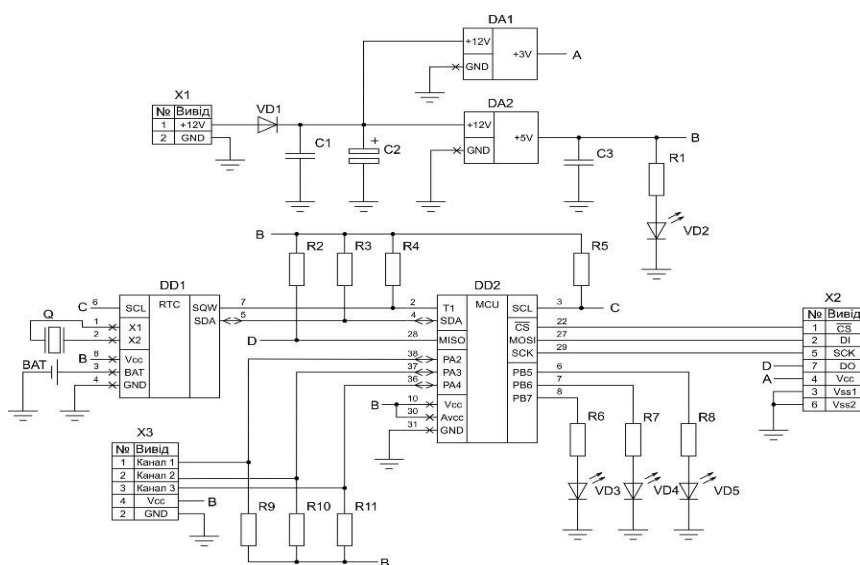 DA1
+12V
+3V
A
GND
X1
№ Вивід
1 +12V
2 GND
VD1
DA2
+12V
+5V
B
GND
C1
+
C2
C3
R1
VD2
B
R2
R3
R4
R5
DD1
DD2
C
6
SCL
RTC
SQW
7
2
T1
MCU
SCL
3
C
X2
№ Вивід
1 CS
2 DI
5 SCK
7 DO
4 Vcc
3 Vss1
6 Vss2
Q
1
X1
SDA
5
4
SDA
2
X2
CS
22
D
28
MISO
MOSI
27
SCK
29
D
A
B
8
Vcc
38
PA2
BAT
3
BAT
37
PA3
PB5
6
4
GND
36
PA4
PB6
7
PB7
8
B
10
Vcc
30
Avcc
31
GND
R6
R7
R8
X3
№ Вивід
1 Канал 1
2 Канал 2
3 Канал 3
4 Vcc
2 GND
B
R9
R10
R11
B
VD3
VD4
VD5